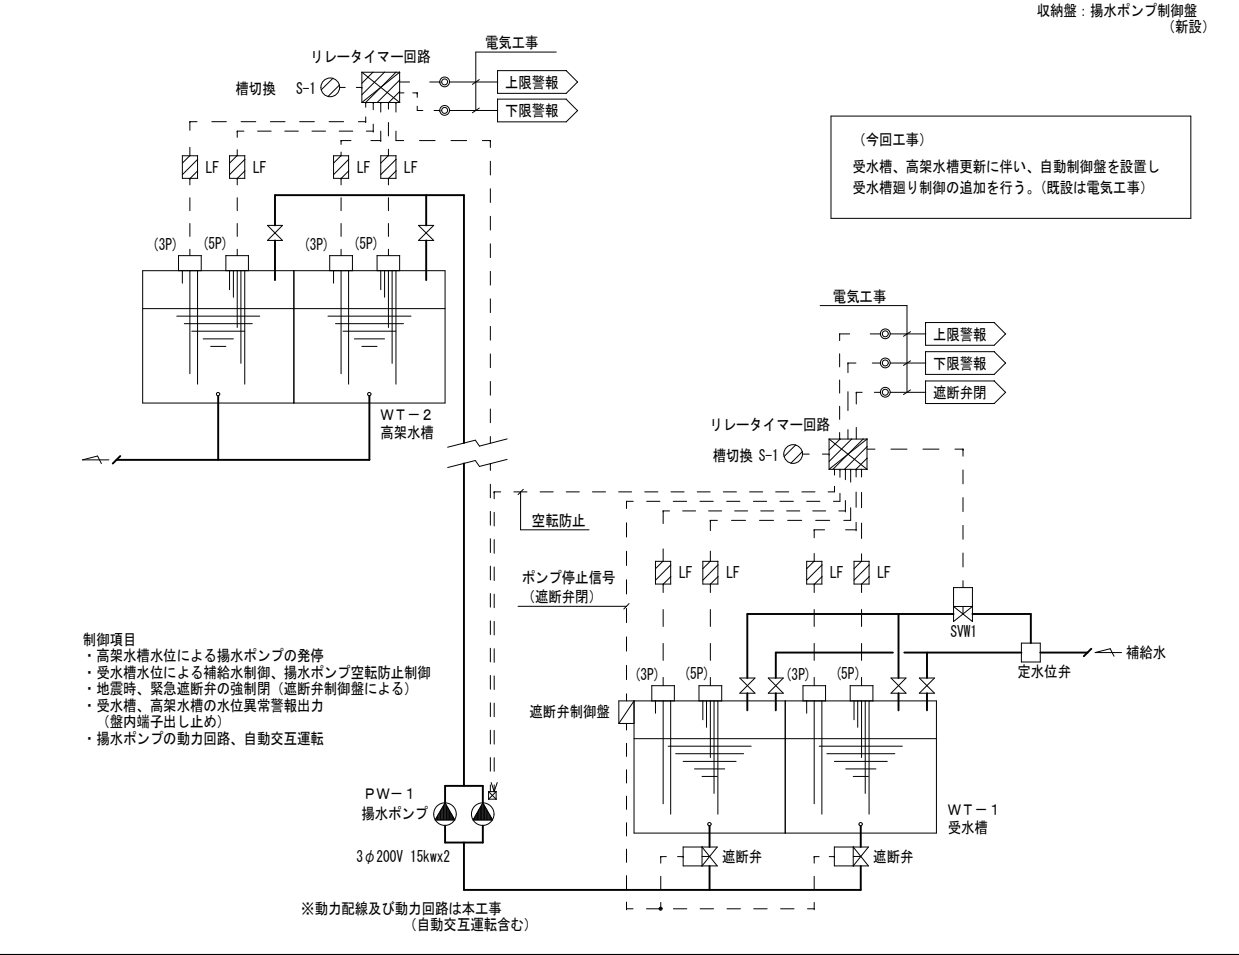 収納盤：揚水ポンプ制御盤
（新設）
電気工事
リレータイマー回路
槽切換 S-1
上限警報
下限警報
LF LF LF LF
（今回工事）
受水槽、高架水槽更新に伴い、自動制御盤を設置し
受水槽廻り制御の追加を行う。（既設は電気工事）
(3P) (5P) (3P) (5P)
電気工事
上限警報
下限警報
遮断弁閉
WT－2
高架水槽
リレータイマー回路
槽切換 S-1
空転防止
LF LF LF LF
ポンプ停止信号
（遮断弁閉）
SVW1
補給水
定水位弁
(3P) (5P) (3P) (5P)
遮断弁制御盤
制御項目
・高架水槽水位による揚水ポンプの発停
・受水槽水位による補給水制御、揚水ポンプ空転防止制御
・地震時、緊急遮断弁の強制閉（遮断弁制御盤による）
・受水槽、高架水槽の水位異常警報出力
（盤内端子出し止め）
・揚水ポンプの動力回路、自動交互運転
PW－1
揚水ポンプ
3φ200V 15kwx2
WT－1
受水槽
遮断弁 遮断弁
※動力配線及び動力回路は本工事
（自動交互運転含む）